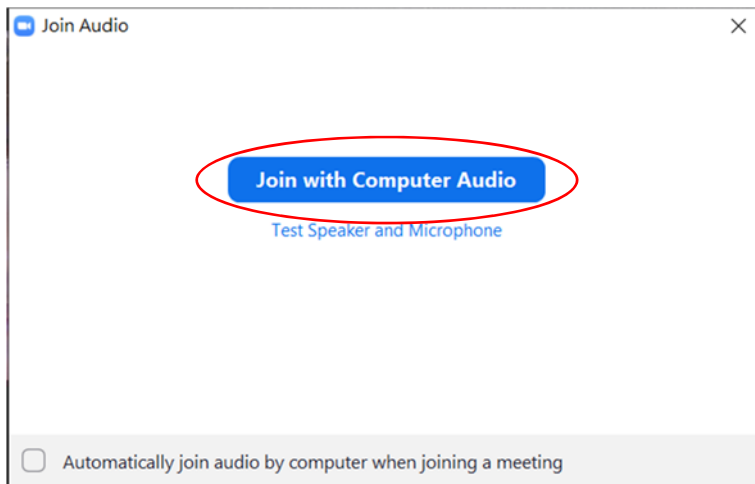 Join Audio
Join with Computer Audio
Test Speaker and Microphone
Automatically join audio by computer when joining a meeting